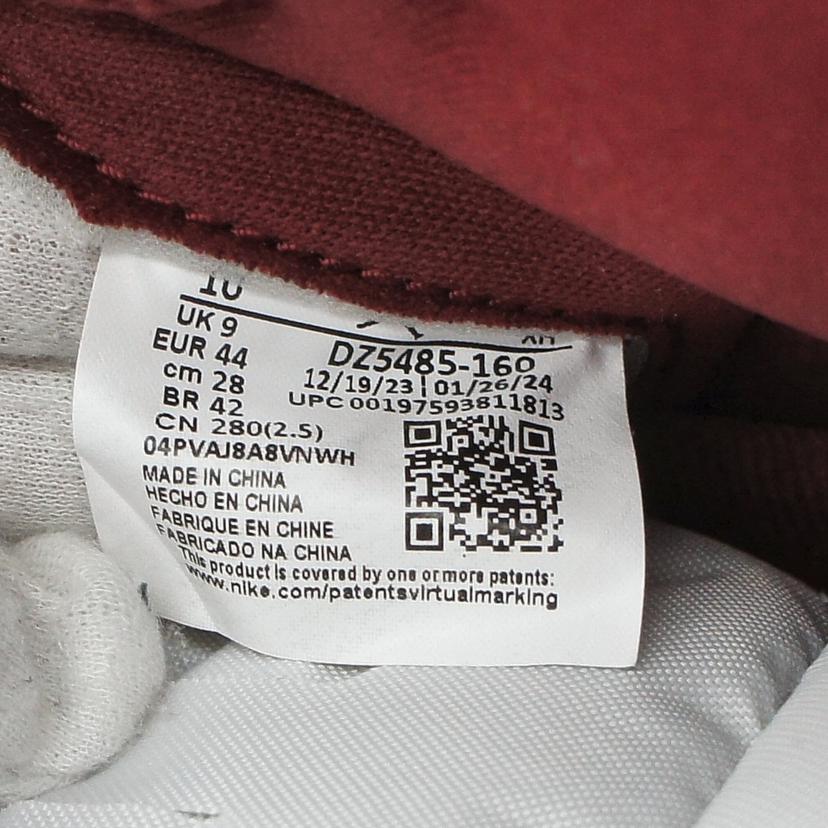 10
UK 9
EUR 44
cm 28
BR 42
CN 280(2.5)
04PVAJ8A8VNWH
XH
DZ5485-160
12/19/23 | 01/26/24
UPC 00197593811813
MADE IN CHINA
HECHO EN CHINA
FABRIQUE EN CHINE
FABRICADO NA CHINA
This product is covered by one or more patents:
www.nike.com/patentsvirtualmarking